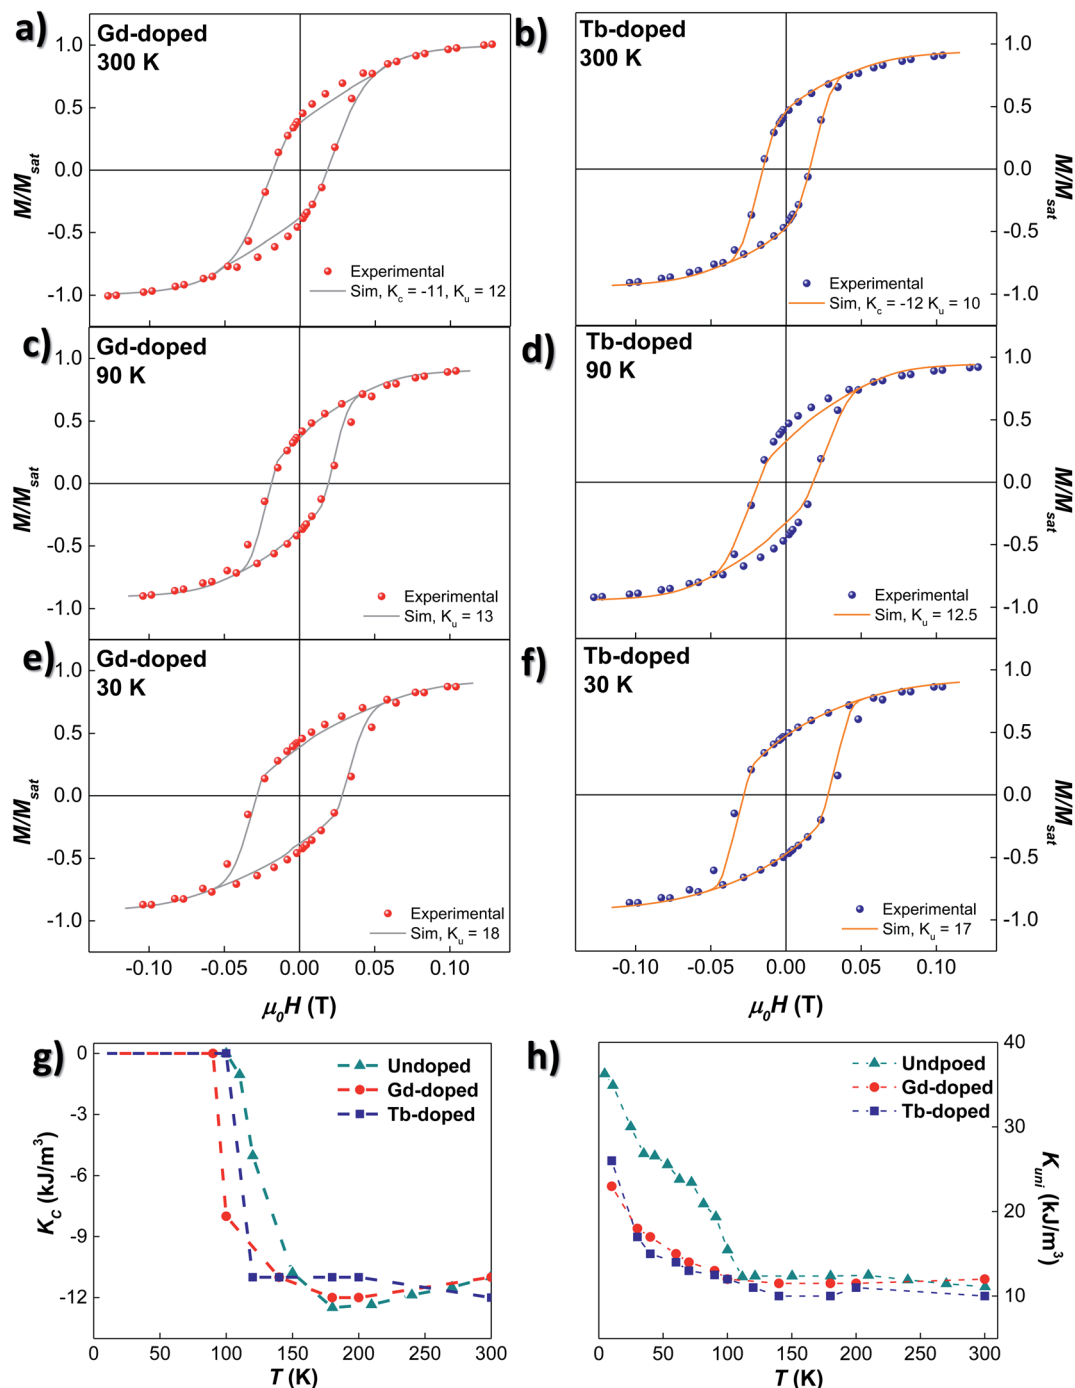 a)
Gd-doped
300 K
1.0
0.5
0.0
-0.5
-1.0
M/Msat
Experimental
Sim, Kc = -11, Ku = 12
b)
Tb-doped
300 K
1.0
0.5
0.0
-0.5
-1.0
M/Msat
Experimental
Sim, Kc = -12 Ku = 10
c)
Gd-doped
90 K
1.0
0.5
0.0
-0.5
-1.0
M/Msat
Experimental
Sim, Ku = 13
d)
Tb-doped
90 K
1.0
0.5
0.0
-0.5
-1.0
M/Msat
Experimental
Sim, Ku = 12.5
e)
Gd-doped
30 K
1.0
0.5
0.0
-0.5
-1.0
M/Msat
Experimental
Sim, Ku = 18
-0.10 -0.05 0.00 0.05 0.10
μ0H (T)
f)
Tb-doped
30 K
1.0
0.5
0.0
-0.5
-1.0
M/Msat
Experimental
Sim, Ku = 17
-0.10 -0.05 0.00 0.05 0.10
μ0H (T)
g)
0
-3
-6
-9
-12
KC (kJ/m³)
Undoped
Gd-doped
Tb-doped
0 50 100 150 200 250 300
T (K)
h)
Undpoed
Gd-doped
Tb-doped
40
30
20
10
Kuni (kJ/m³)
0 50 100 150 200 250 300
T (K)